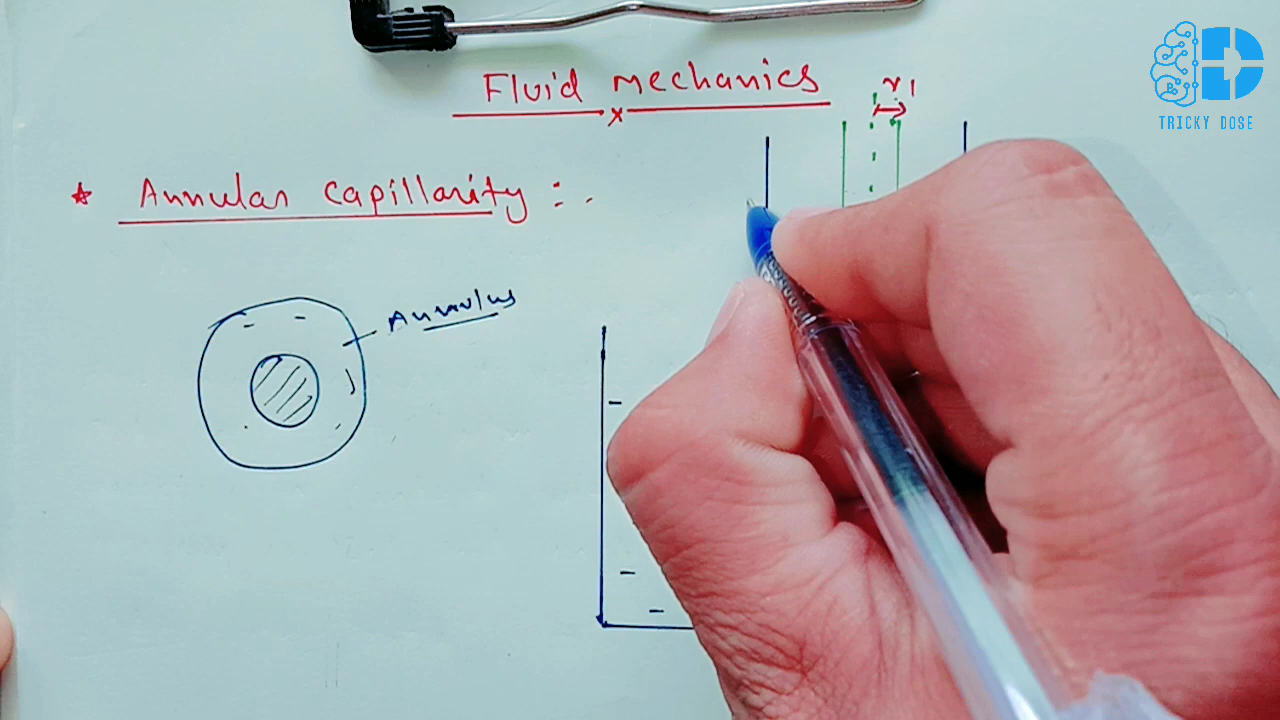 Fluid mechanics
r1
TRICKY DOSE
* Annular capillarity :-
Annulus